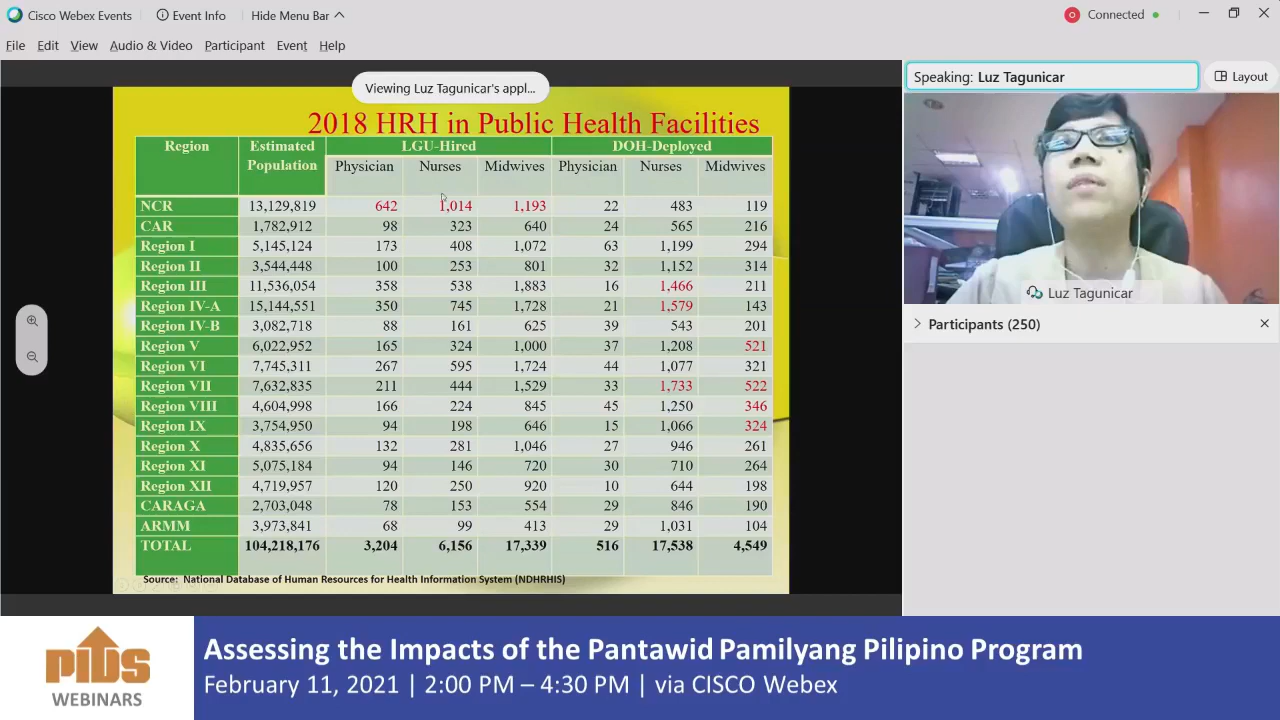 Cisco Webex Events
Event Info
Hide Menu Bar
Connected
File Edit View Audio & Video Participant Event Help
Viewing Luz Tagunicar's appl...
Speaking: Luz Tagunicar
Layout
2018 HRH in Public Health Facilities
Region Estimated Population LGU-Hired DOH-Deployed
Physician Nurses Midwives Physician Nurses Midwives
NCR 13,129,819 642 1,014 1,193 22 483 119
CAR 1,782,912 98 323 640 24 565 216
Region I 5,145,124 173 408 1,072 63 1,199 294
Region II 3,544,448 100 253 801 32 1,152 314
Region III 11,536,054 358 538 1,883 16 1,466 211
Region IV-A 15,144,551 350 745 1,728 21 1,579 143
Region IV-B 3,082,718 88 161 625 39 543 201
Region V 6,022,952 165 324 1,000 37 1,208 521
Region VI 7,745,311 267 595 1,724 44 1,077 321
Region VII 7,632,835 211 444 1,529 33 1,733 522
Region VIII 4,604,998 166 224 845 45 1,250 346
Region IX 3,754,950 94 198 646 15 1,066 324
Region X 4,835,656 132 281 1,046 27 946 261
Region XI 5,075,184 94 146 720 30 710 264
Region XII 4,719,957 120 250 920 10 644 198
CARAGA 2,703,048 78 153 554 29 846 190
ARMM 3,973,841 68 99 413 29 1,031 104
TOTAL 104,218,176 3,204 6,156 17,339 516 17,538 4,549
Source: National Database of Human Resources for Health Information System (NDHRHIS)
Luz Tagunicar
Participants (250)
PIDS
WEBINARS
Assessing the Impacts of the Pantawid Pamilyang Pilipino Program
February 11, 2021 | 2:00 PM – 4:30 PM | via CISCO Webex